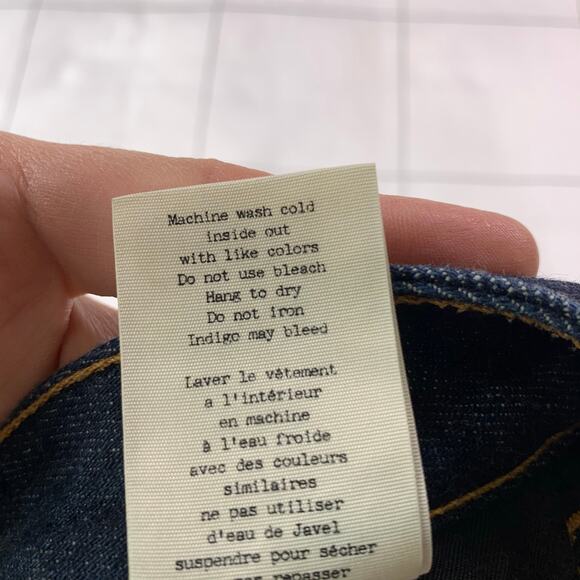 Machine wash cold
inside out
with like colors
Do not use bleach
Hang to dry
Do not iron
Indigo may bleed
Laver le vêtement
a l'intérieur
en machine
à l'eau froide
avec des couleurs
similaires
ne pas utiliser
d'eau de Javel
suspendre pour sécher
repasser